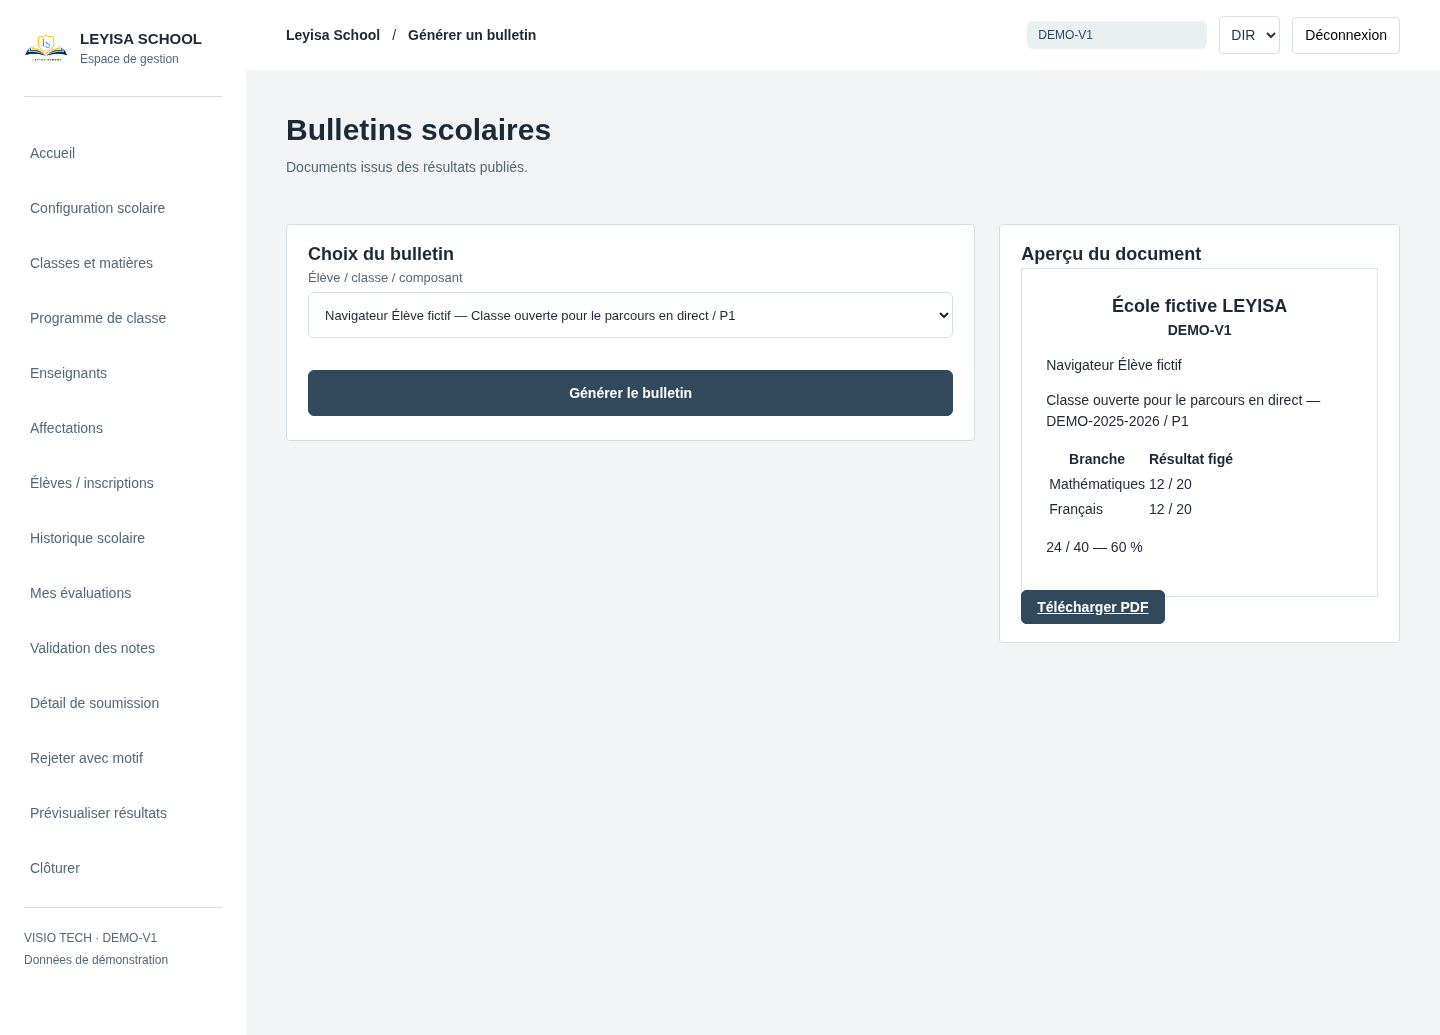 LEYISA SCHOOL
Espace de gestion
Accueil
Configuration scolaire
Classes et matières
Programme de classe
Enseignants
Affectations
Élèves / inscriptions
Historique scolaire
Mes évaluations
Validation des notes
Détail de soumission
Rejeter avec motif
Prévisualiser résultats
Clôturer
VISIO TECH · DEMO-V1
Données de démonstration
Leyisa School / Générer un bulletin
DEMO-V1
DIR
Déconnexion
Bulletins scolaires
Documents issus des résultats publiés.
Choix du bulletin
Élève / classe / composant
Navigateur Élève fictif — Classe ouverte pour le parcours en direct / P1
Générer le bulletin
Aperçu du document
École fictive LEYISA
DEMO-V1
Navigateur Élève fictif
Classe ouverte pour le parcours en direct —
DEMO-2025-2026 / P1
Branche Résultat figé
Mathématiques 12 / 20
Français 12 / 20
24 / 40 — 60 %
Télécharger PDF